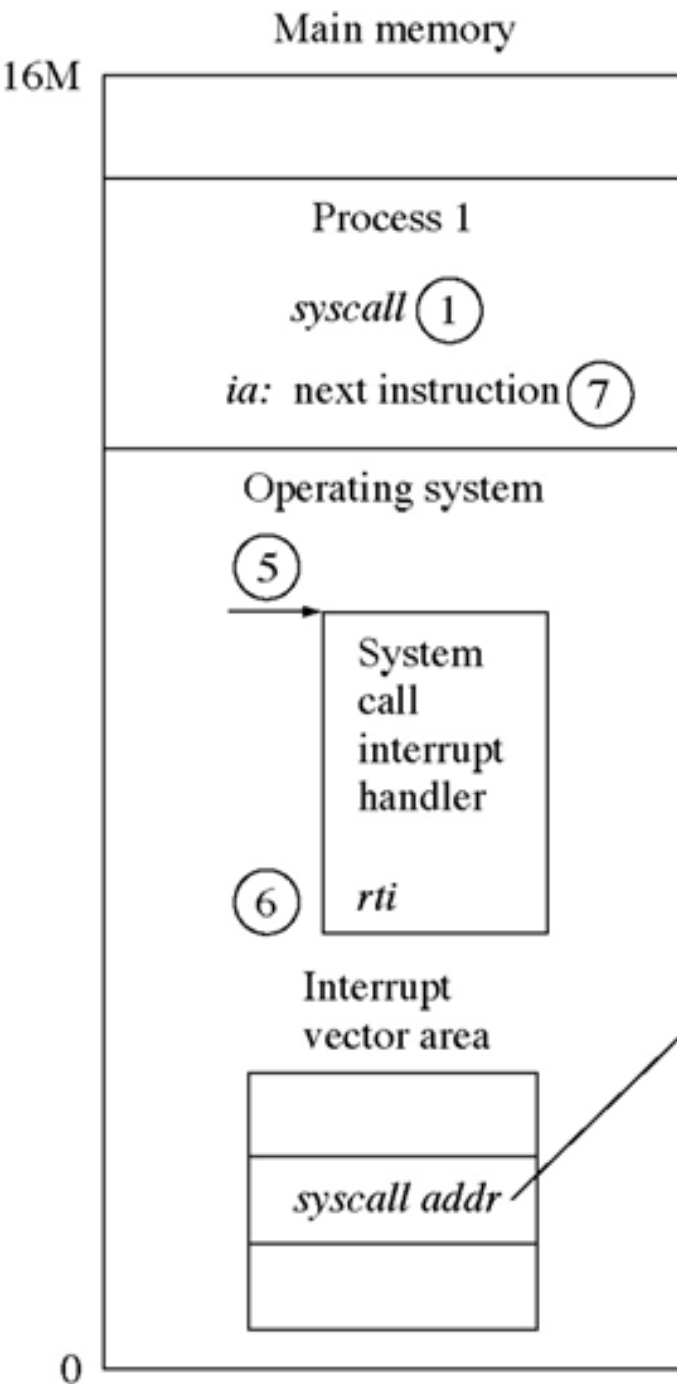 Main memory
16M
Process 1
syscall 1
ia: next instruction 7
Operating system
5
System
call
interrupt
handler
6 rti
Interrupt
vector area
syscall addr
0